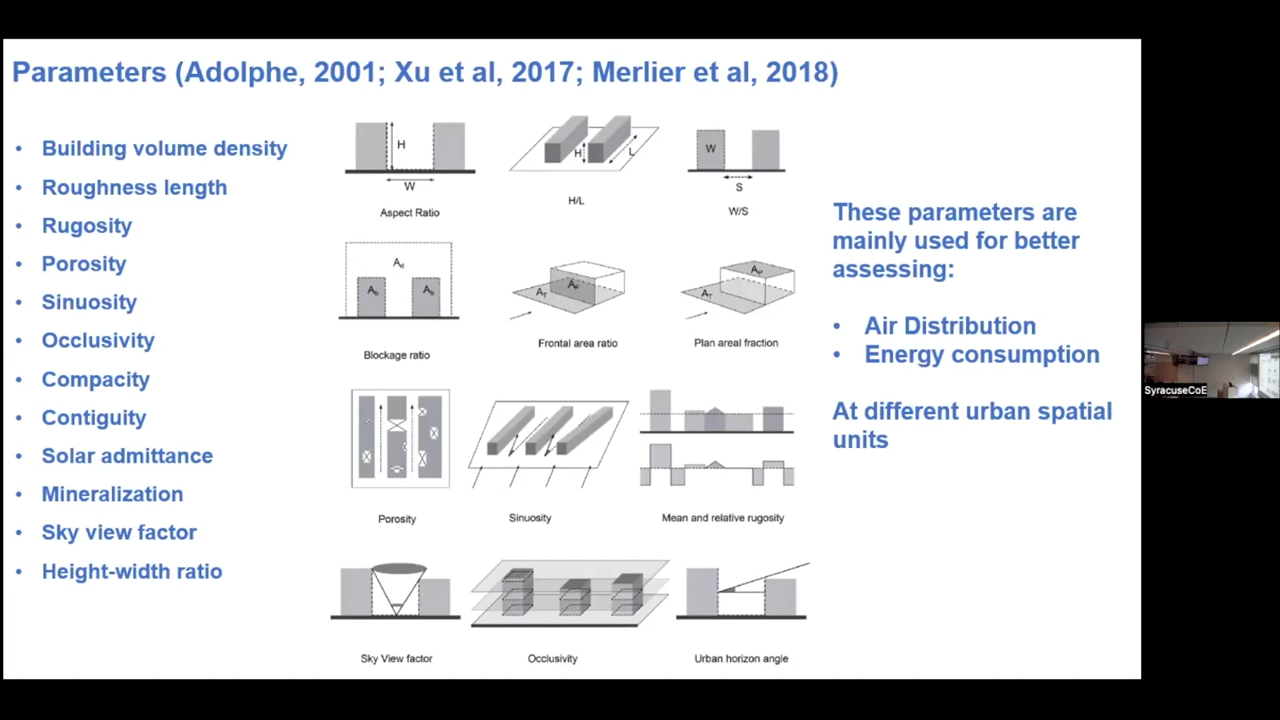 Parameters (Adolphe, 2001; Xu et al, 2017; Merlier et al, 2018)
• Building volume density
• Roughness length
• Rugosity
• Porosity
• Sinuosity
• Occlusivity
• Compacity
• Contiguity
• Solar admittance
• Mineralization
• Sky view factor
• Height-width ratio
H
W
Aspect Ratio
H
L
H/L
W
S
W/S
Blockage ratio
Frontal area ratio
Plan areal fraction
Porosity
Sinuosity
Mean and relative rugosity
Sky View factor
Occlusivity
Urban horizon angle
These parameters are
mainly used for better
assessing:
• Air Distribution
• Energy consumption
At different urban spatial
units
SyracuseCoE